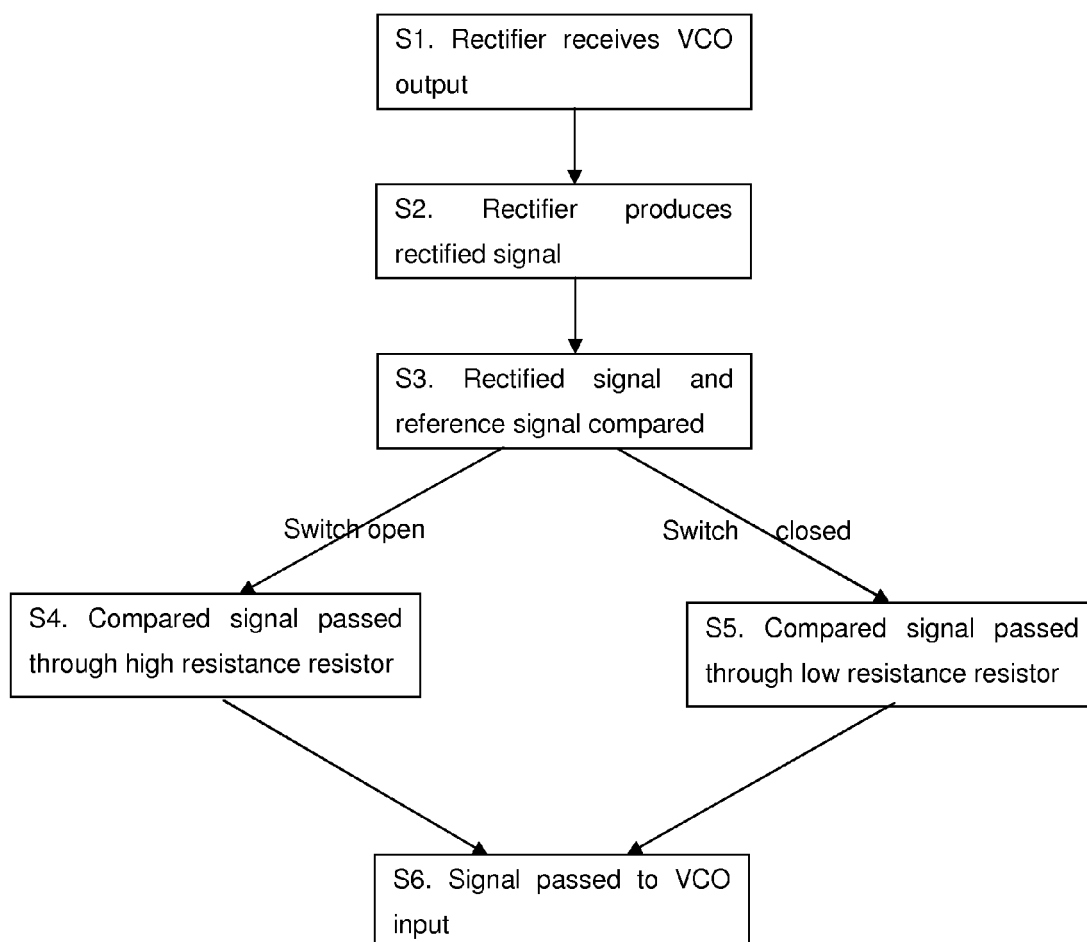 S1. Rectifier receives VCO
output
S2. Rectifier produces
rectified signal
S3. Rectified signal and
reference signal compared
Switch open
Switch closed
S4. Compared signal passed
through high resistance resistor
S5. Compared signal passed
through low resistance resistor
S6. Signal passed to VCO
input